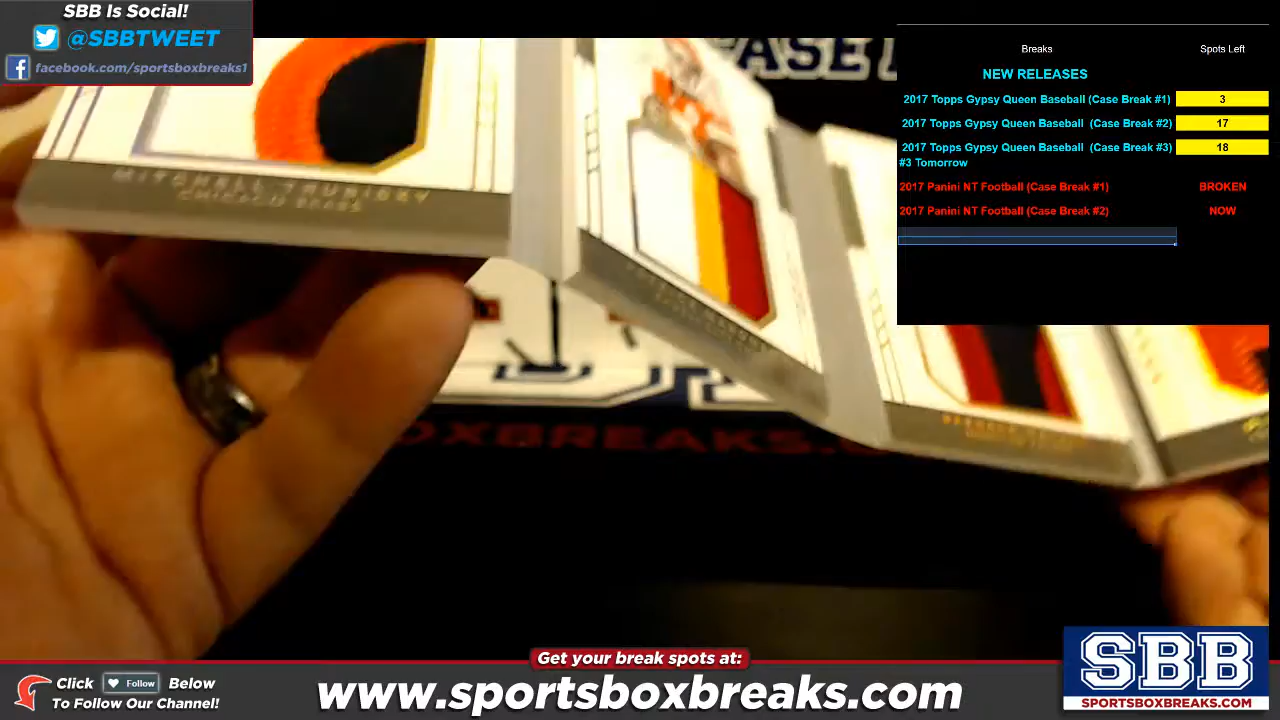 SBB Is Social!
@SBBTWEET
facebook.com/sportsboxbreaks1
CASE
Breaks Spots Left
NEW RELEASES
2017 Topps Gypsy Queen Baseball (Case Break #1) 3
2017 Topps Gypsy Queen Baseball (Case Break #2) 17
2017 Topps Gypsy Queen Baseball (Case Break #3) 18
#3 Tomorrow
2017 Panini NT Football (Case Break #1) BROKEN
2017 Panini NT Football (Case Break #2) NOW
MITCHELL TRUBISKY
CHICAGO BEARS
OXBREAKS.
Get your break spots at:
Click Follow Below
To Follow Our Channel!
www.sportsboxbreaks.com
SBB
SPORTSBOXBREAKS.COM